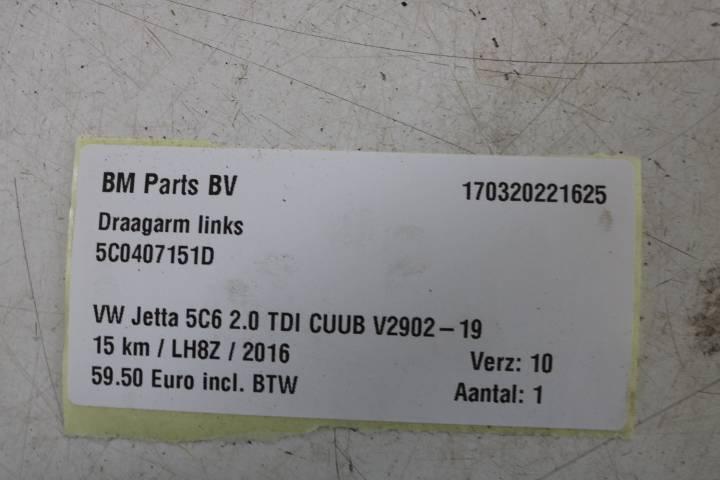 BM Parts BV 170320221625
Draagarm links
5C0407151D
VW Jetta 5C6 2.0 TDI CUUB V2902-19
15 km / LH8Z / 2016 Verz: 10
59.50 Euro incl. BTW Aantal: 1